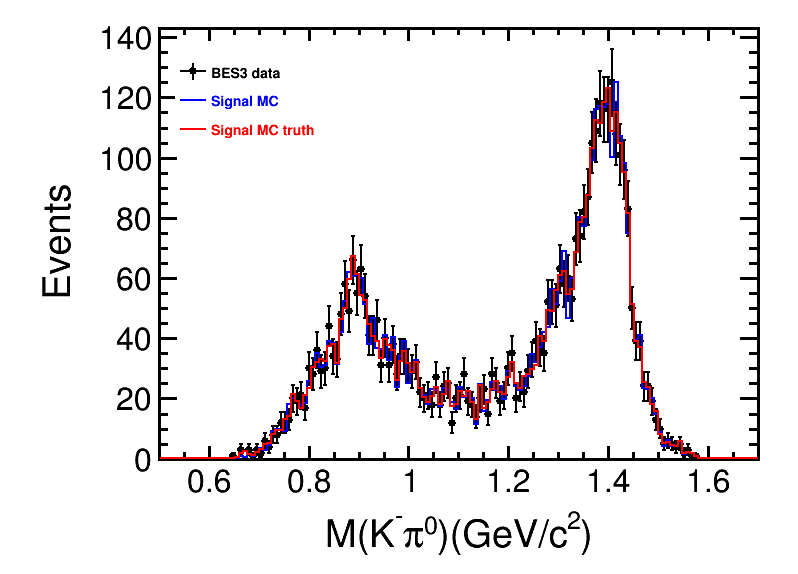 140
120
100
80
60
40
20
0
Events
BES3 data
Signal MC
Signal MC truth
0.6 0.8 1 1.2 1.4 1.6
M(K⁻π⁰)(GeV/c²)